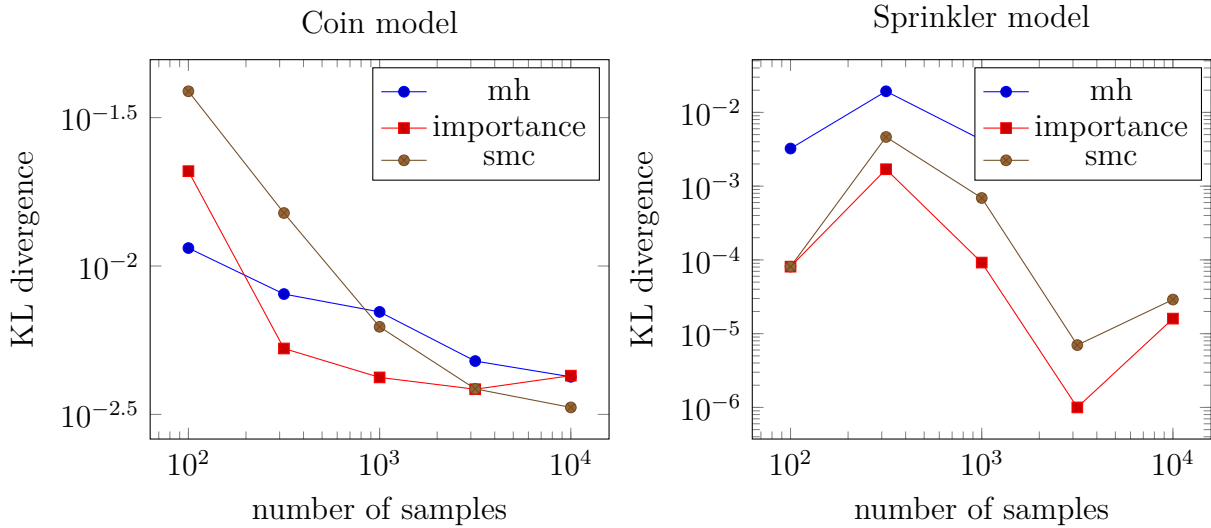 Coin model
KL divergence
10^−1.5
10^−2
10^−2.5
mh
importance
smc
10^2
10^3
10^4
number of samples
Sprinkler model
KL divergence
10^−2
10^−3
10^−4
10^−5
10^−6
mh
importance
smc
10^2
10^3
10^4
number of samples